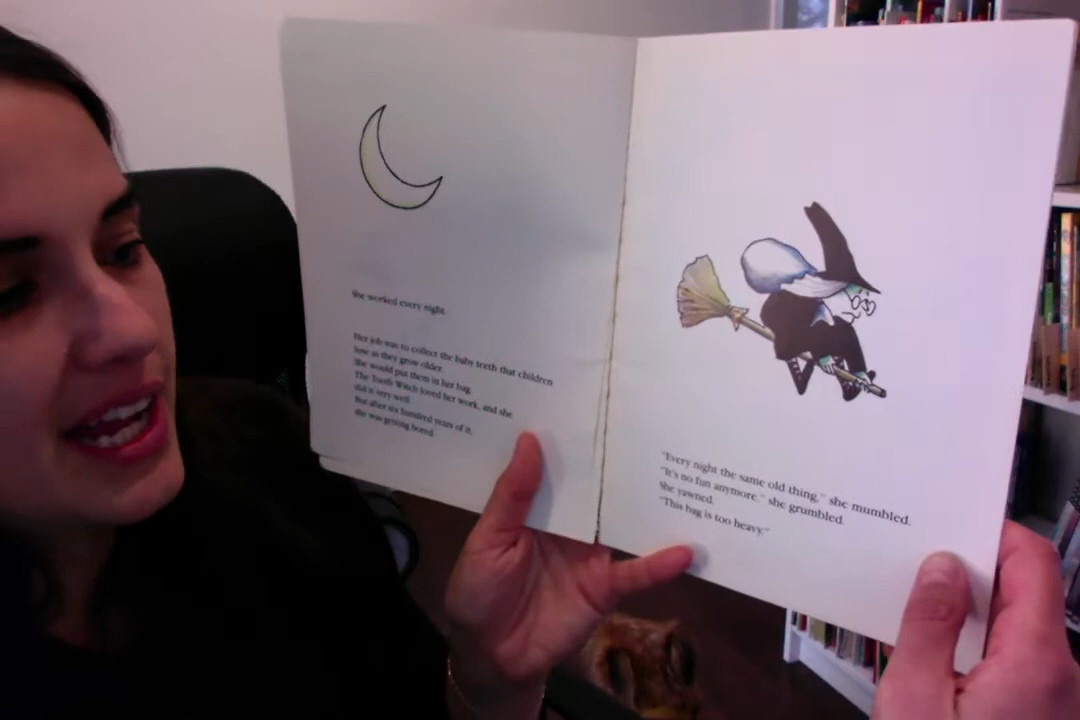 She worked every night.
Her job was to collect the baby teeth that children
lose as they grow older.
She would put them in her bag.
The Tooth Witch loved her work, and she
did it very well.
But after six hundred years of it,
she was getting bored.
"Every night the same old thing," she mumbled.
"It's no fun anymore," she grumbled.
She yawned.
"This bag is too heavy."